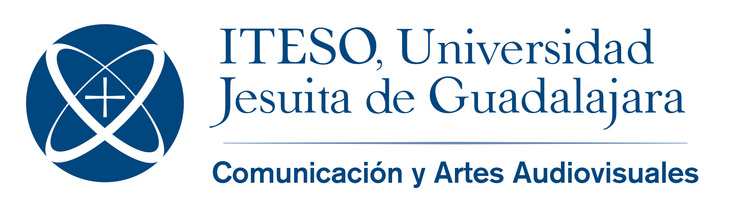 ITESO, Universidad
Jesuita de Guadalajara
Comunicación y Artes Audiovisuales